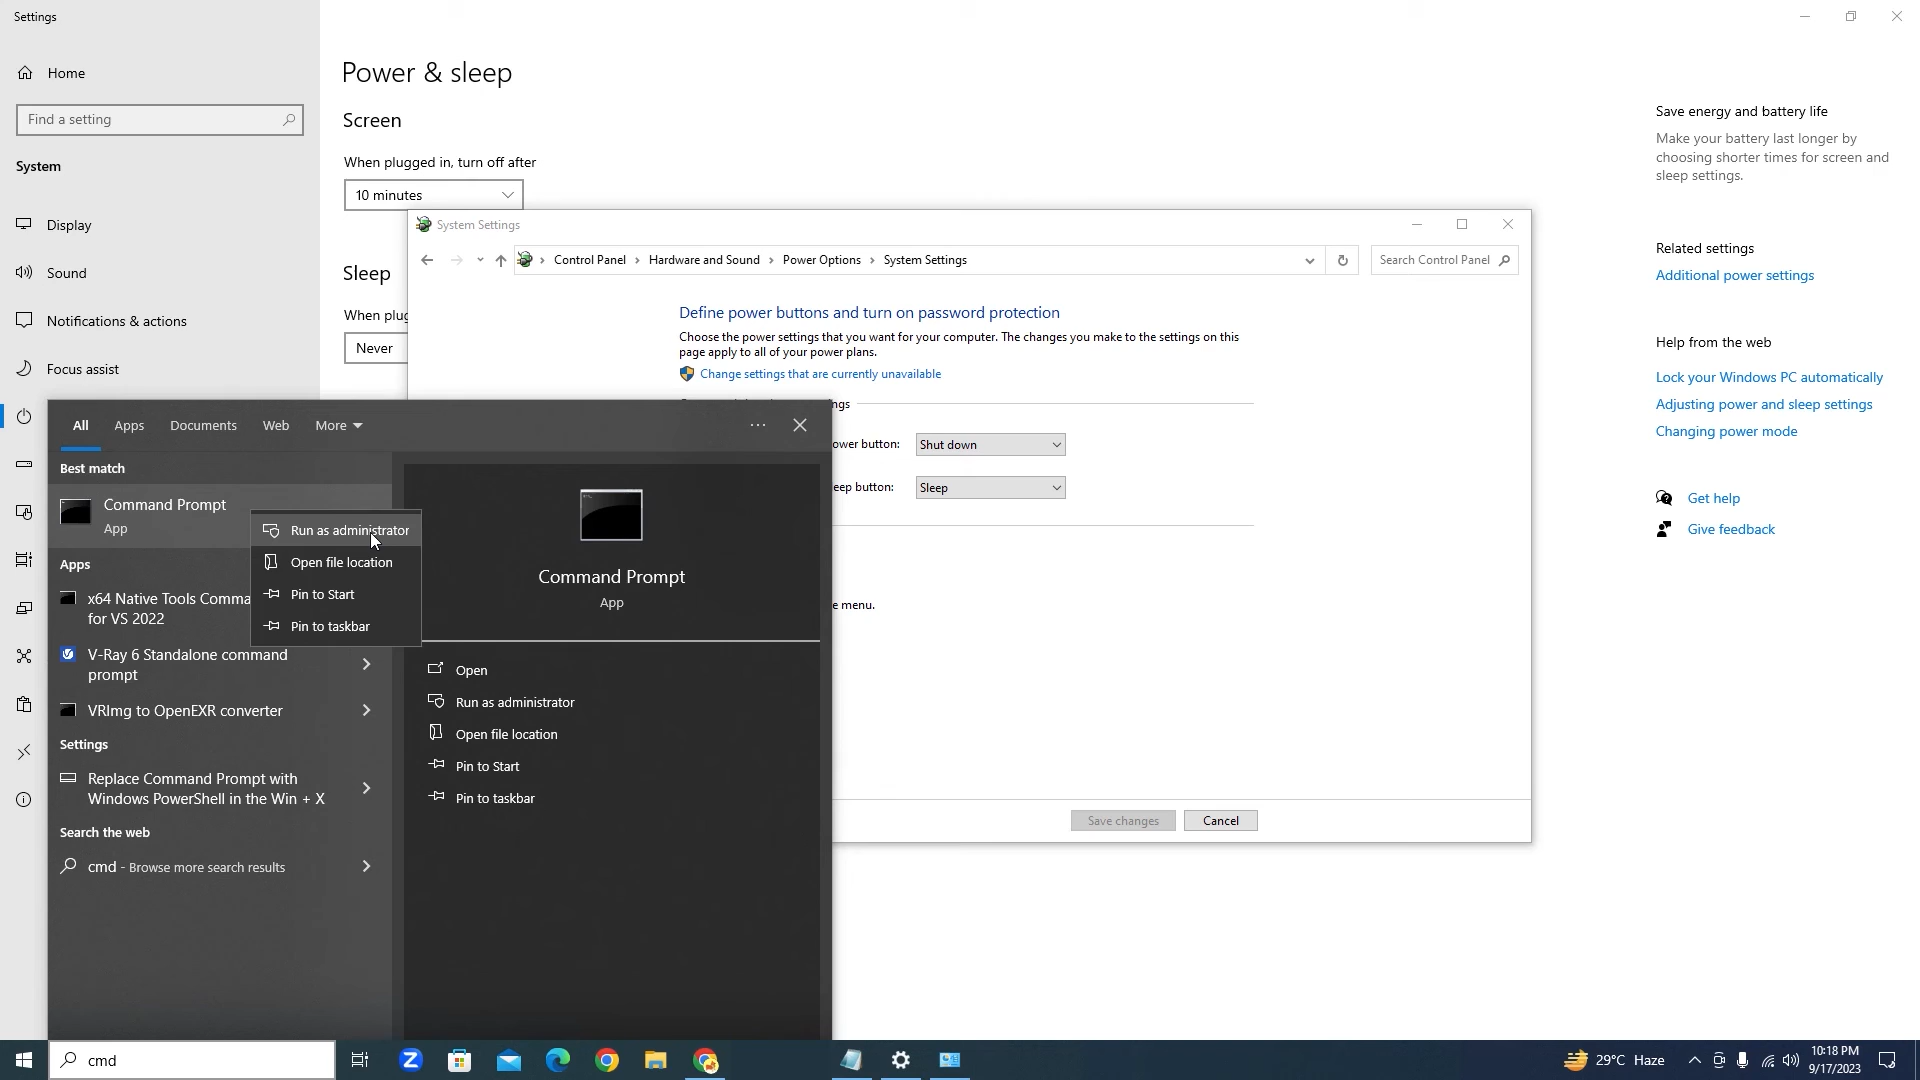 Settings
Home
Find a setting
System
Display
Sound
Notifications & actions
Focus assist
Power & sleep
Screen
When plugged in, turn off after
10 minutes
Sleep
When plug
Never
Save energy and battery life
Make your battery last longer by
choosing shorter times for screen and
sleep settings.
Related settings
Additional power settings
Help from the web
Lock your Windows PC automatically
Adjusting power and sleep settings
Changing power mode
Get help
Give feedback
System Settings
Control Panel › Hardware and Sound › Power Options › System Settings
Search Control Panel
Define power buttons and turn on password protection
Choose the power settings that you want for your computer. The changes you make to the settings on this
page apply to all of your power plans.
Change settings that are currently unavailable
ngs
ower button: Shut down
eep button: Sleep
e menu.
Save changes Cancel
All Apps Documents Web More
Best match
Command Prompt
App
Run as administrator
Open file location
Pin to Start
Pin to taskbar
Apps
x64 Native Tools Comma
for VS 2022
V-Ray 6 Standalone command
prompt
VRImg to OpenEXR converter
Settings
Replace Command Prompt with
Windows PowerShell in the Win + X
Search the web
cmd - Browse more search results
Command Prompt
App
Open
Run as administrator
Open file location
Pin to Start
Pin to taskbar
cmd
29°C Haze
10:18 PM
9/17/2023